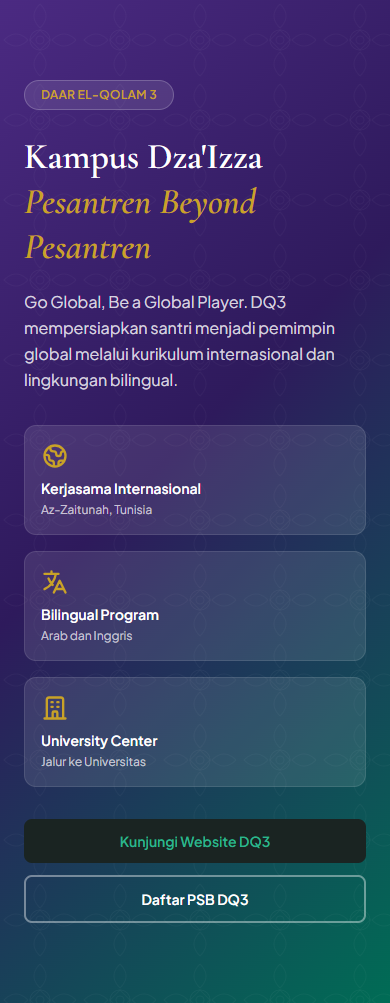 DAAR EL-QOLAM 3
Kampus Dza'Izza
Pesantren Beyond
Pesantren
Go Global, Be a Global Player. DQ3
mempersiapkan santri menjadi pemimpin
global melalui kurikulum internasional dan
lingkungan bilingual.
Kerjasama Internasional
Az-Zaitunah, Tunisia
Bilingual Program
Arab dan Inggris
University Center
Jalur ke Universitas
Kunjungi Website DQ3
Daftar PSB DQ3